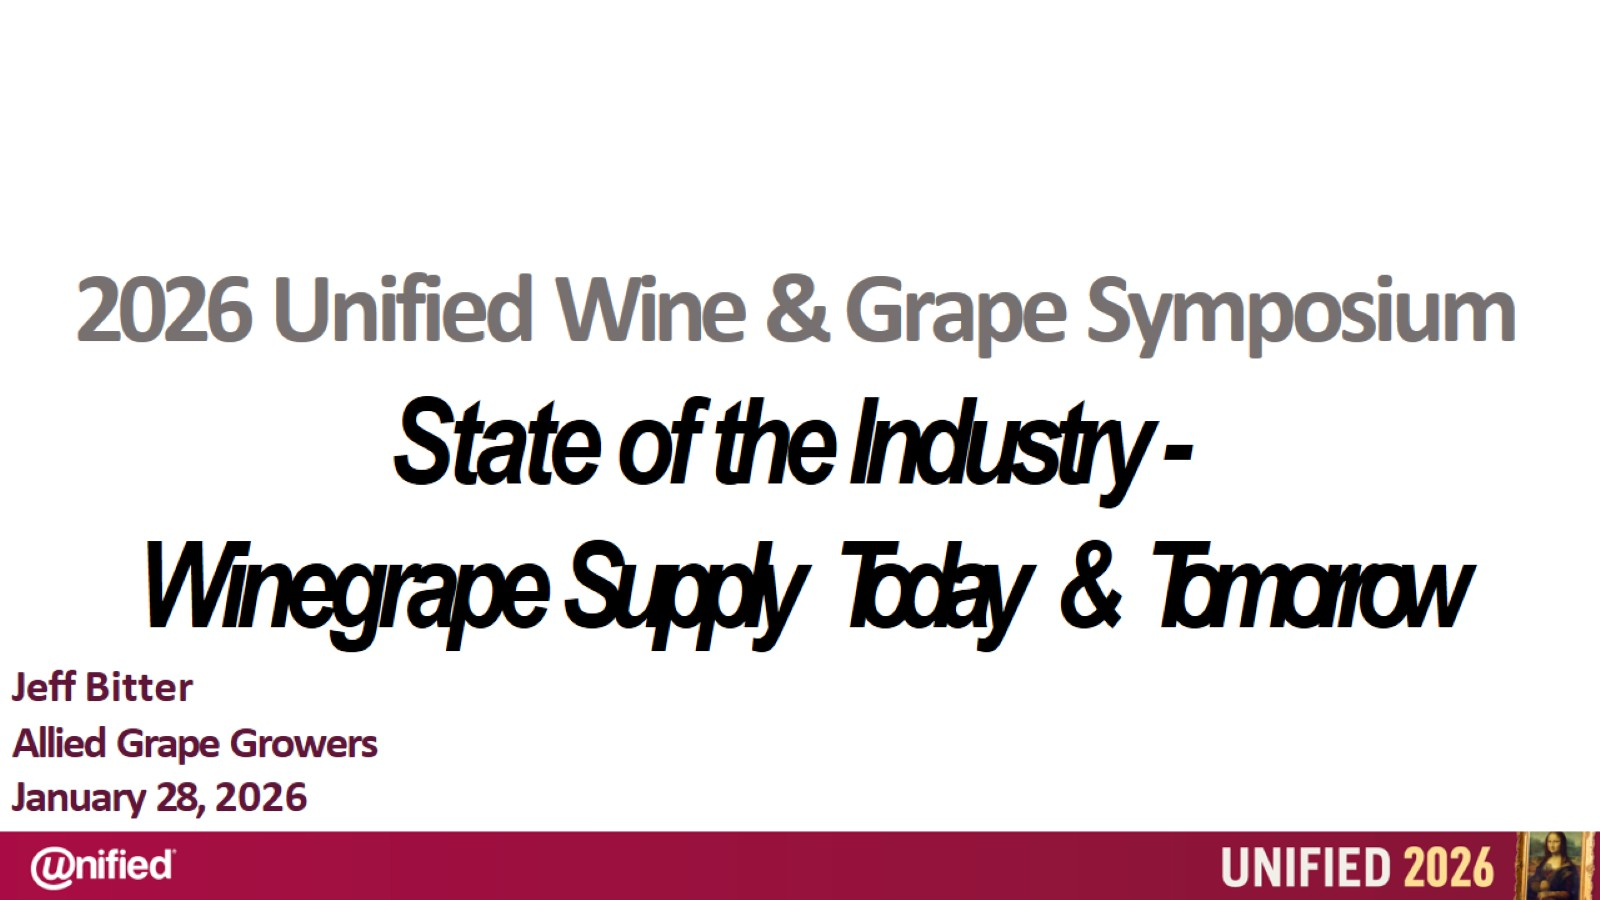 2026 Unified Wine & Grape Symposium
State of the Industry -
Winegrape Supply Today & Tomorrow
Jeff Bitter
Allied Grape Growers
January 28, 2026
unified
UNIFIED 2026